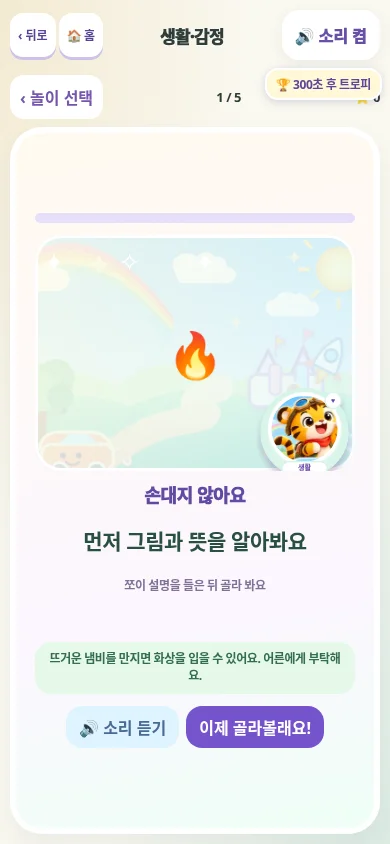 ‹ 뒤로
🏠 홈
생활·감정
🔊 소리 켬
🏆 300초 후 트로피
‹ 놀이 선택
1 / 5
생활
손대지 않아요
먼저 그림과 뜻을 알아봐요
쪼이 설명을 들은 뒤 골라 봐요
뜨거운 냄비를 만지면 화상을 입을 수 있어요. 어른에게 부탁해
요.
🔊 소리 듣기
이제 골라볼래요!